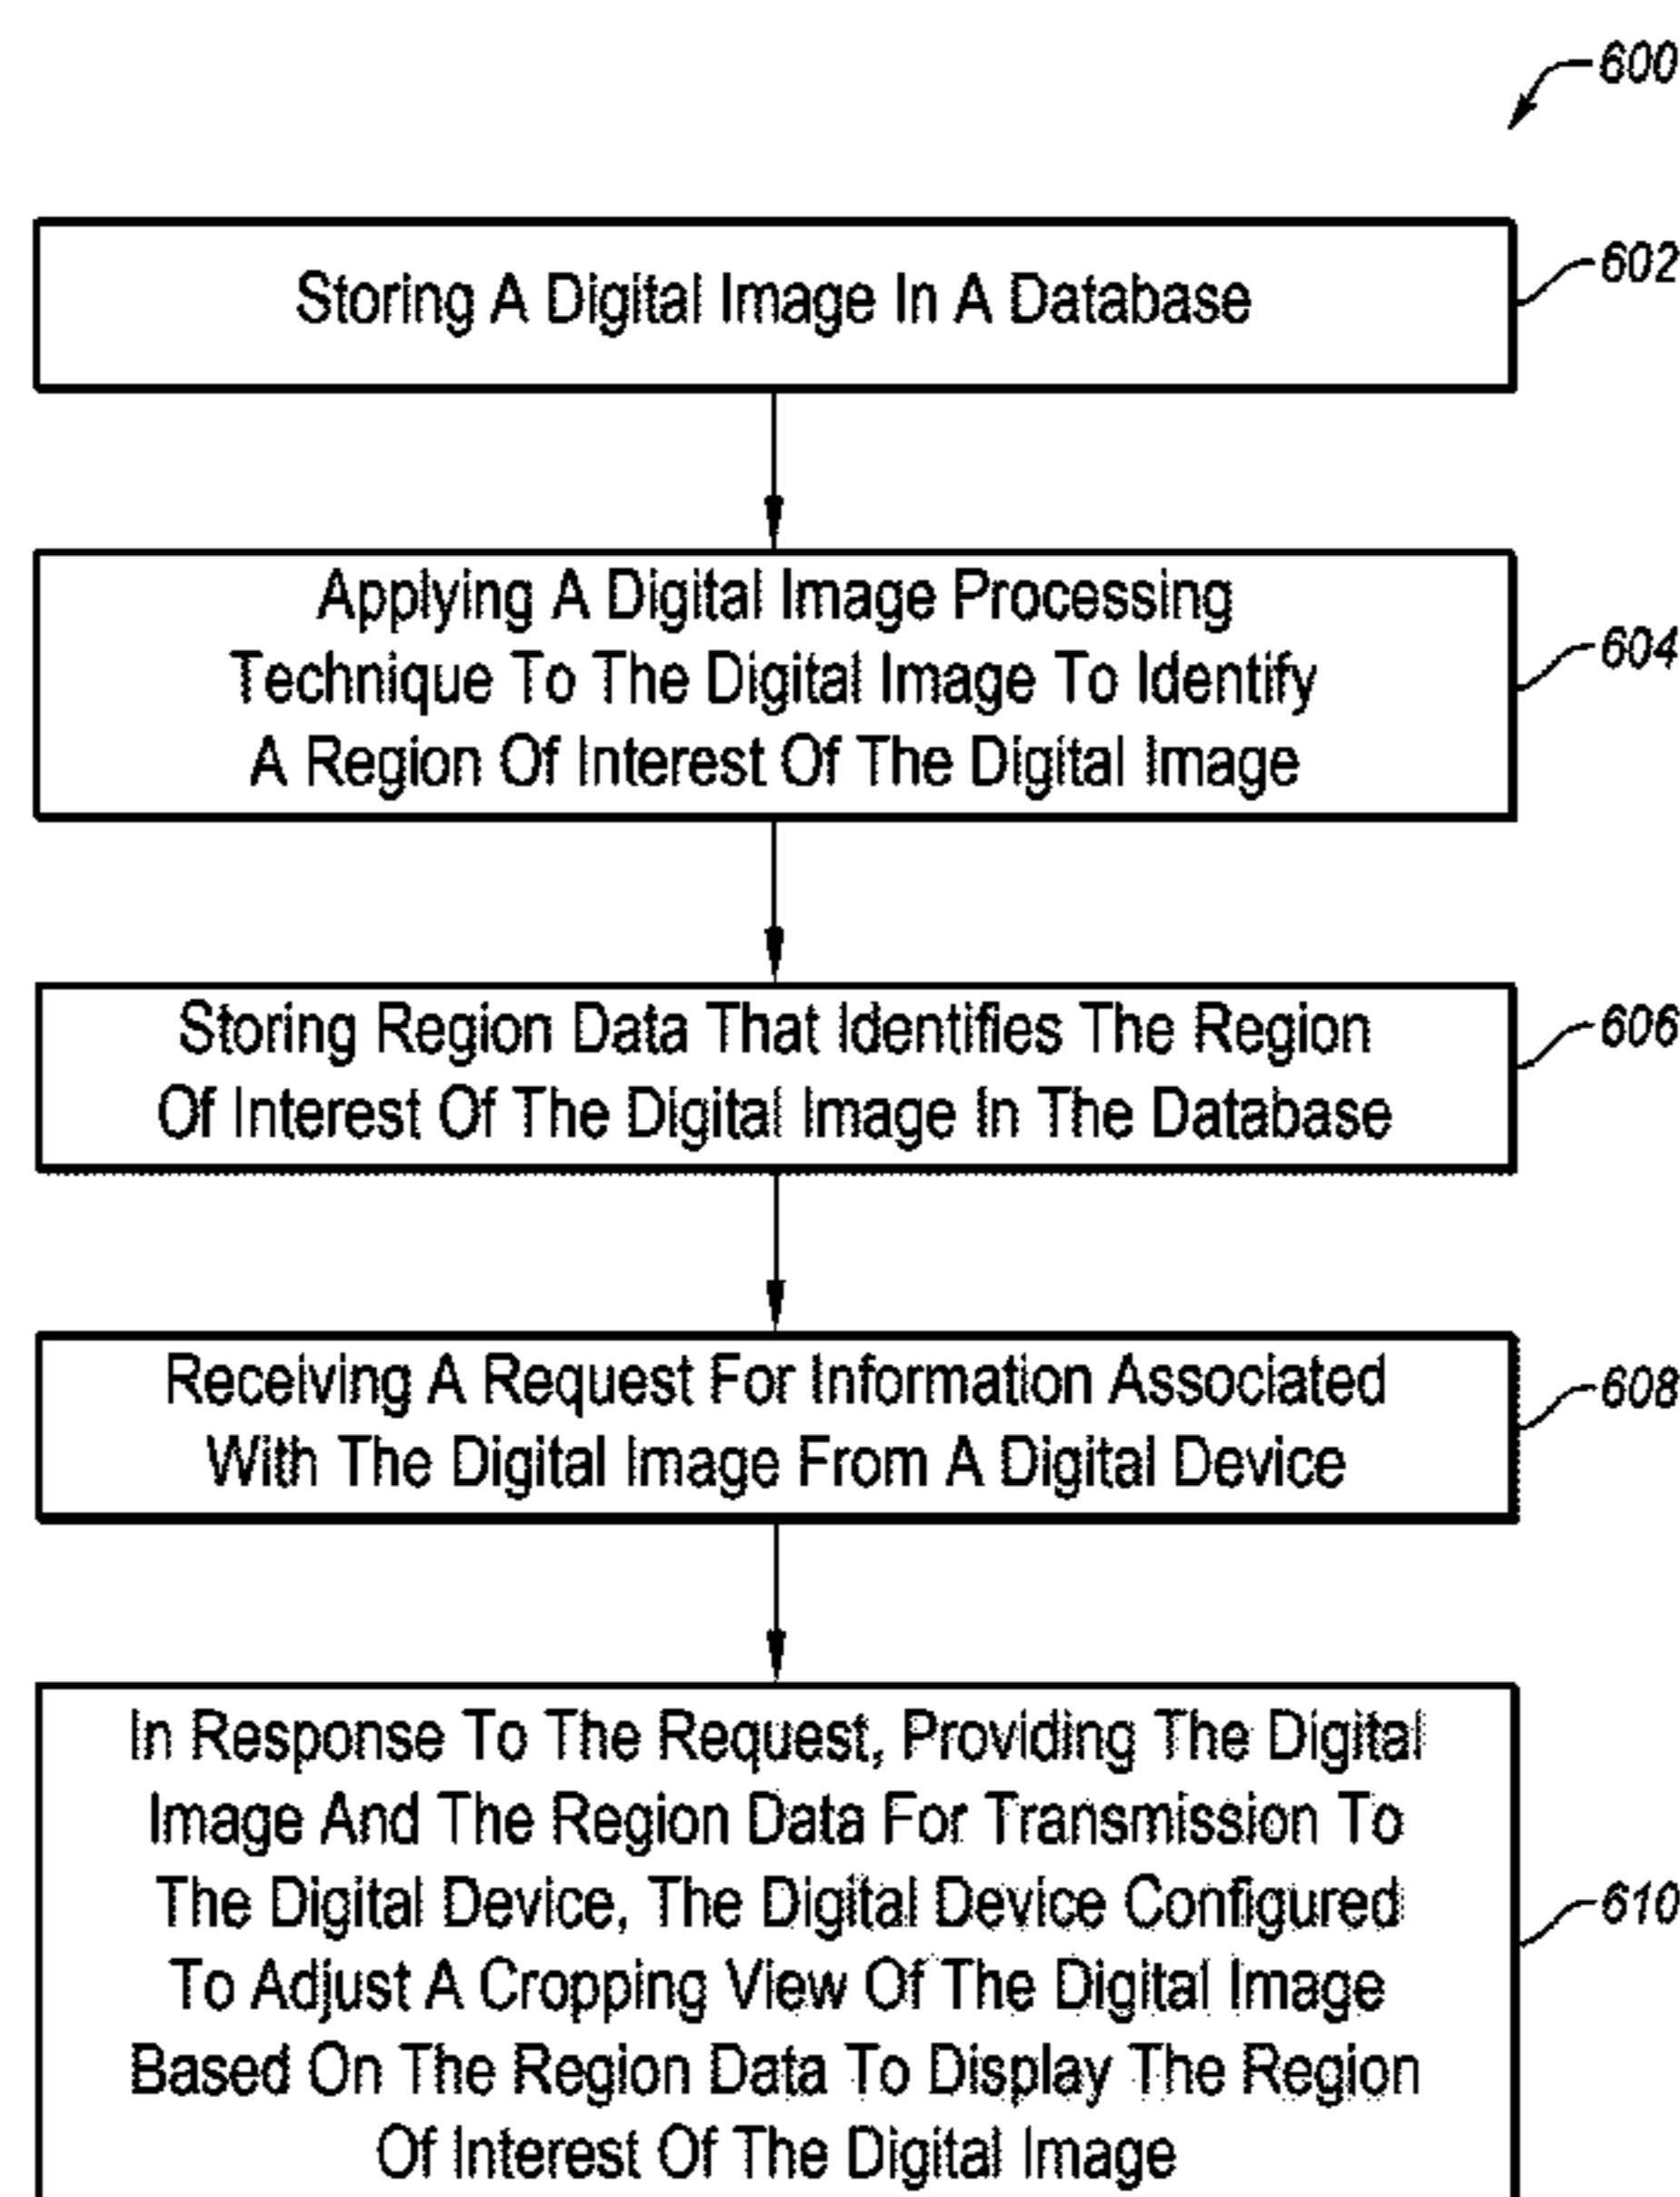 600
Storing A Digital Image In A Database
602
Applying A Digital Image Processing
Technique To The Digital Image To Identify
A Region Of Interest Of The Digital Image
604
Storing Region Data That Identifies The Region
Of Interest Of The Digital Image In The Database
606
Receiving A Request For Information Associated
With The Digital Image From A Digital Device
608
In Response To The Request, Providing The Digital
Image And The Region Data For Transmission To
The Digital Device, The Digital Device Configured
To Adjust A Cropping View Of The Digital Image
Based On The Region Data To Display The Region
Of Interest Of The Digital Image
610